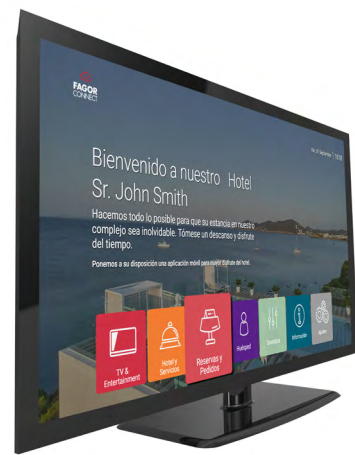 FAGOR
CONNECT
Bienvenido a nuestro Hotel
Sr. John Smith
Hacemos todo lo posible para que su estancia en nuestro
complejo sea inolvidable. Tómese un descanso y disfrute
del tiempo.
Ponemos a su disposición una aplicación móvil para mayor disfrute del hotel.
TV &
Entertainment
Hotel y
Servicios
Reservas y
Pedidos
Huésped
Información
Ajustes